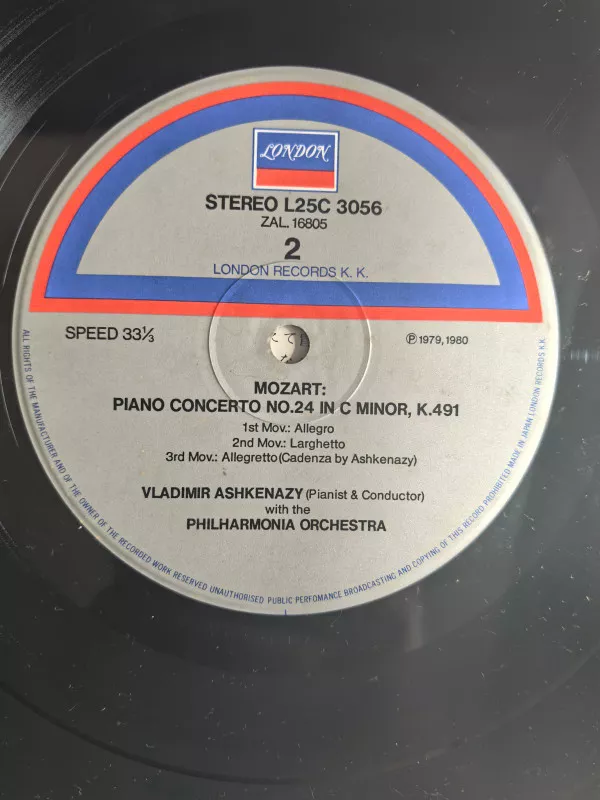 LONDON
STEREO L25C 3056
ZAL. 16805
2
LONDON RECORDS K. K.
SPEED 33⅓
℗ 1979, 1980
MOZART:
PIANO CONCERTO NO.24 IN C MINOR, K.491
1st Mov.: Allegro
2nd Mov.: Larghetto
3rd Mov.: Allegretto(Cadenza by Ashkenazy)
VLADIMIR ASHKENAZY (Pianist & Conductor)
with the
PHILHARMONIA ORCHESTRA
ALL RIGHTS OF THE MANUFACTURER AND OF THE OWNER OF THE RECORDED WORK RESERVED UNAUTHORISED PUBLIC PERFOMANCE BROADCASTING AND COPYING OF THIS RECORD PROHIBITED MADE IN JAPAN LONDON RECORDS K.K.